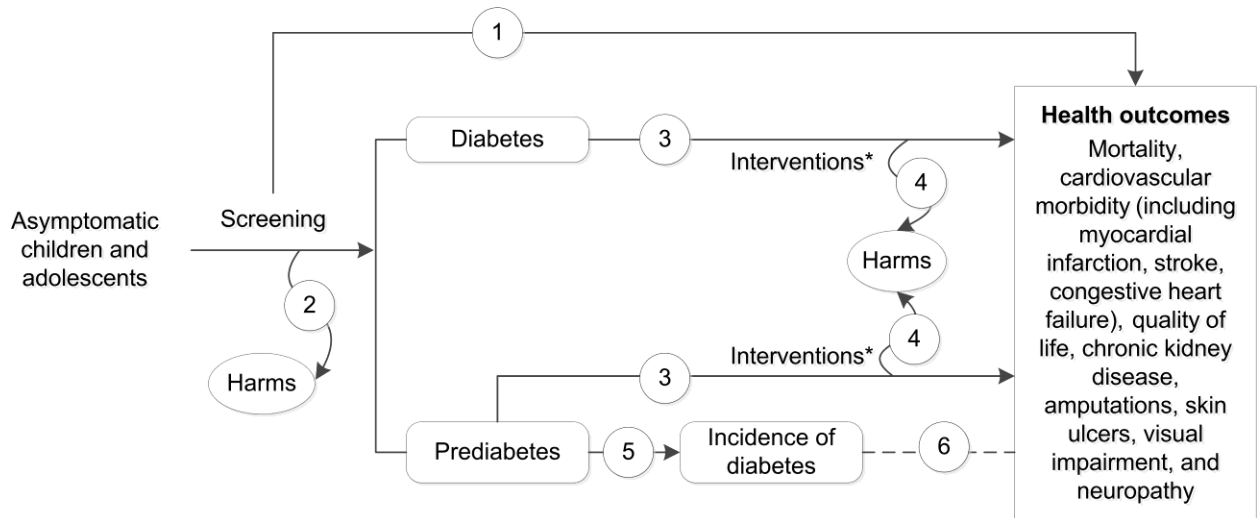 1
Asymptomatic
children and
adolescents
Screening
2
Harms
Diabetes
3
Interventions*
4
Harms
4
Interventions*
3
Prediabetes
5
Incidence of
diabetes
6
Health outcomes
Mortality,
cardiovascular
morbidity (including
myocardial
infarction, stroke,
congestive heart
failure), quality of
life, chronic kidney
disease,
amputations, skin
ulcers, visual
impairment, and
neuropathy